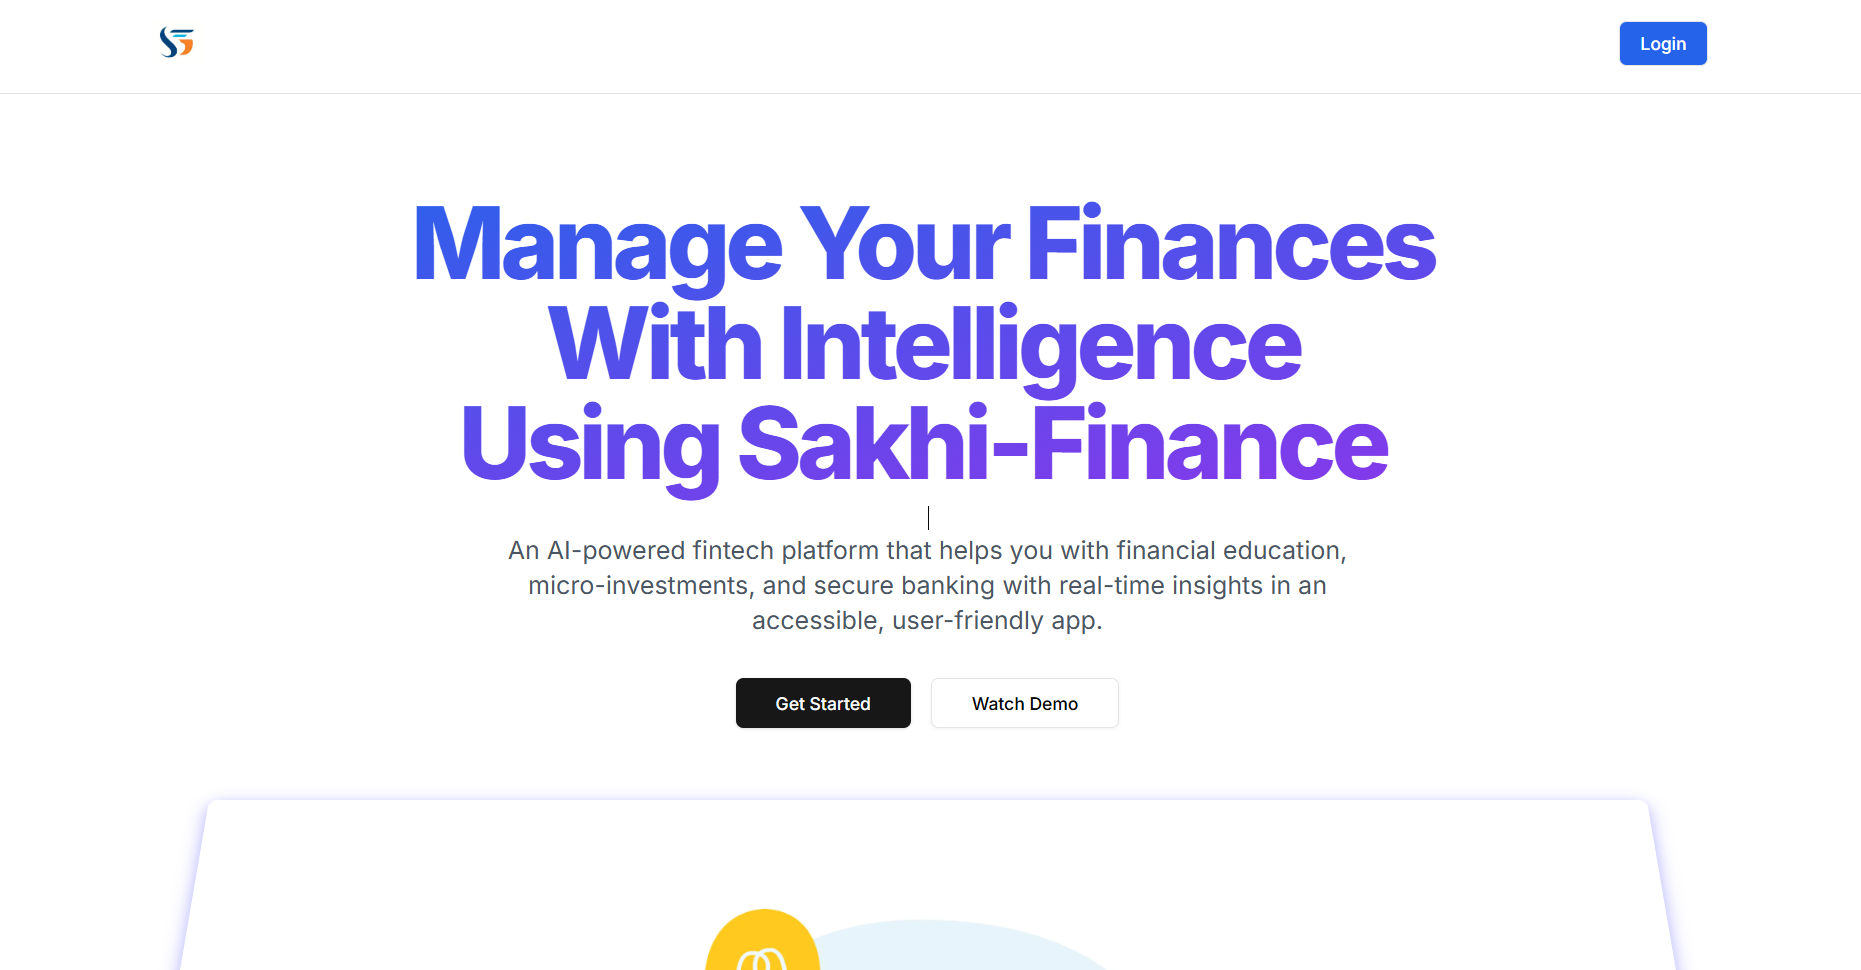 Login
Manage Your Finances
With Intelligence
Using Sakhi-Finance
An AI-powered fintech platform that helps you with financial education,
micro-investments, and secure banking with real-time insights in an
accessible, user-friendly app.
Get Started
Watch Demo